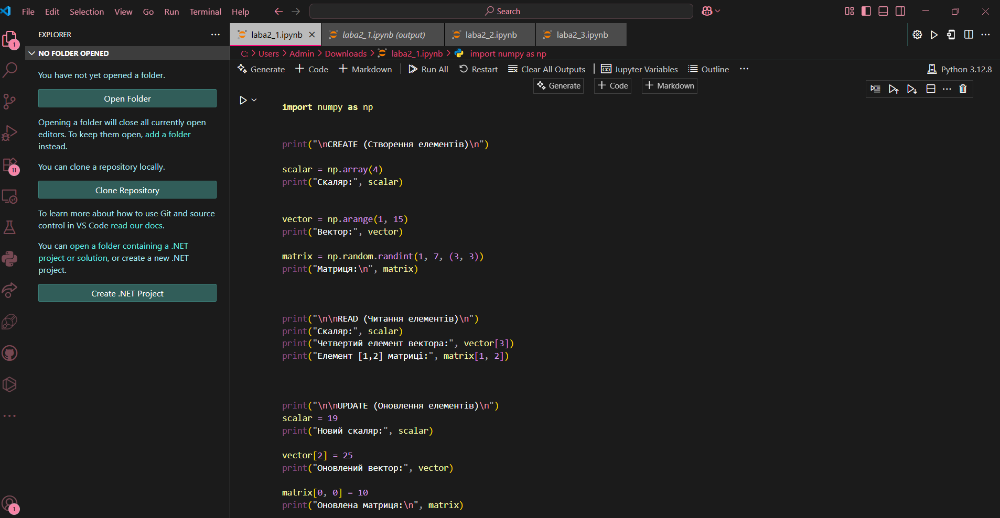 File Edit Selection View Go Run Terminal Help
Search
EXPLORER
NO FOLDER OPENED
You have not yet opened a folder.
Open Folder
Opening a folder will close all currently open
editors. To keep them open, add a folder
instead.
You can clone a repository locally.
Clone Repository
To learn more about how to use Git and source
control in VS Code read our docs.
You can open a folder containing a .NET
project or solution, or create a new .NET
project.
Create .NET Project
1
11
1
laba2_1.ipynb
laba2_1.ipynb (output)
laba2_2.ipynb
laba2_3.ipynb
C: > Users > Admin > Downloads > laba2_1.ipynb > import numpy as np
Generate + Code + Markdown | Run All Restart Clear All Outputs | Jupyter Variables Outline ...
Python 3.12.8
Generate + Code + Markdown
import numpy as np
print("\nCREATE (Створення елементів)\n")
scalar = np.array(4)
print("Скаляр:", scalar)
vector = np.arange(1, 15)
print("Вектор:", vector)
matrix = np.random.randint(1, 7, (3, 3))
print("Матриця:\n", matrix)
print("\n\nREAD (Читання елементів)\n")
print("Скаляр:", scalar)
print("Четвертий елемент вектора:", vector[3])
print("Елемент [1,2] матриці:", matrix[1, 2])
print("\n\nUPDATE (Оновлення елементів)\n")
scalar = 19
print("Новий скаляр:", scalar)
vector[2] = 25
print("Оновлений вектор:", vector)
matrix[0, 0] = 10
print("Оновлена матриця:\n", matrix)